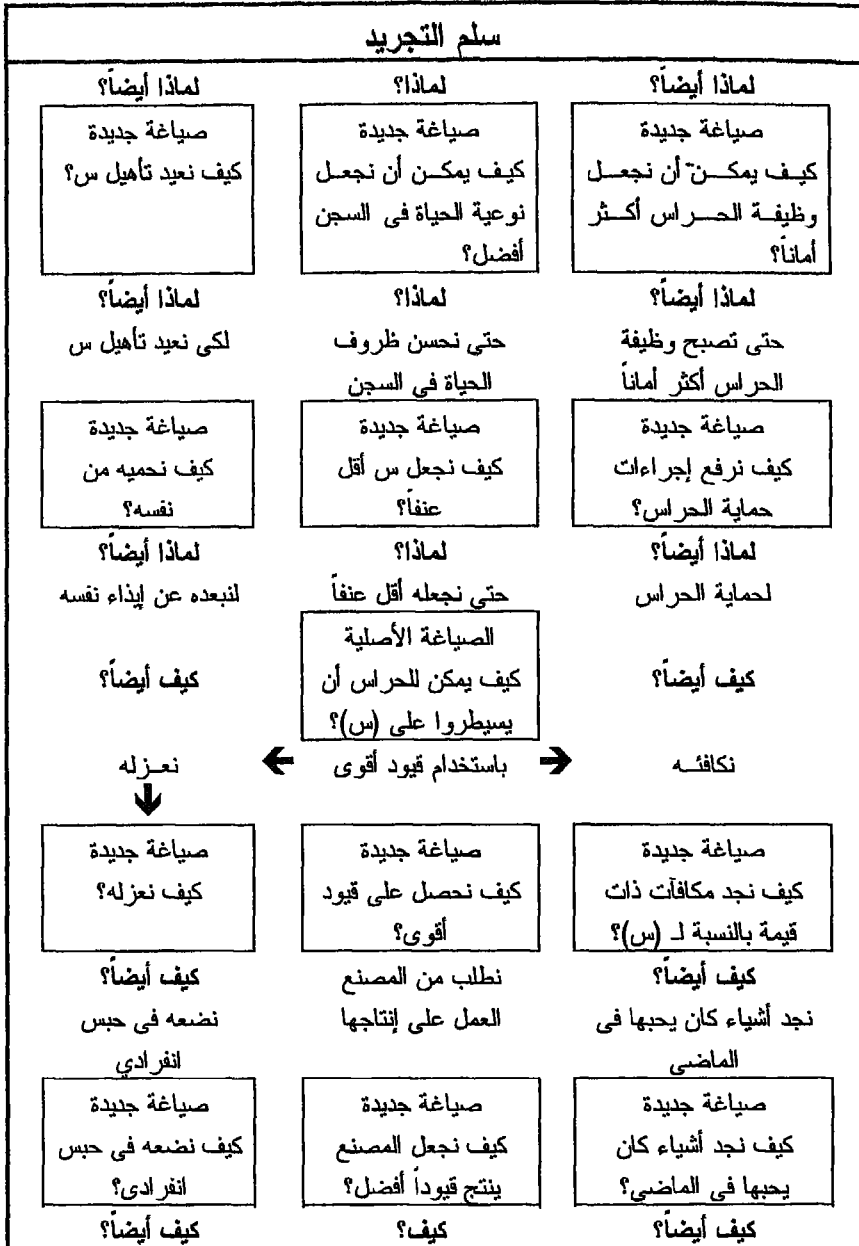 سلم التجريد
لماذا أيضاً؟
لماذا؟
لماذا أيضاً؟
صياغة جديدة
كيف يمكن أن نجعل
وظيفة الحراس أكثر
أماناً؟
صياغة جديدة
كيف يمكن أن نجعل
نوعية الحياة فى السجن
أفضل؟
صياغة جديدة
كيف نعيد تأهيل س؟
لماذا أيضاً؟
لماذا؟
لماذا أيضاً؟
حتى تصبح وظيفة
الحراس أكثر أماناً
حتي نحسن ظروف
الحياة فى السجن
لكى نعيد تأهيل س
صياغة جديدة
كيف نرفع إجراءات
حماية الحراس؟
صياغة جديدة
كيف نجعل س أقل
عنفاً؟
صياغة جديدة
كيف نحميه من
نفسه؟
لماذا أيضاً؟
لماذا؟
لماذا أيضاً؟
لحماية الحراس
حتي نجعله أقل عنفاً
لنبعده عن إيذاء نفسه
كيف أيضاً؟
الصياغة الأصلية
كيف يمكن للحراس أن
يسيطروا على (س)؟
كيف أيضاً؟
نكافئه
باستخدام قيود أقوى
نعزله
صياغة جديدة
كيف نجد مكافآت ذات
قيمة بالنسبة لـ (س)؟
صياغة جديدة
كيف نحصل على قيود
أقوى؟
صياغة جديدة
كيف نعزله؟
كيف أيضاً؟
نجد أشياء كان يحبها فى
الماضى
نطلب من المصنع
العمل على إنتاجها
كيف أيضاً؟
نضعه فى حبس
انفرادي
صياغة جديدة
كيف نجد أشياء كان
يحبها فى الماضي؟
صياغة جديدة
كيف نجعل المصنع
ينتج قيوداً أفضل؟
صياغة جديدة
كيف نضعه فى حبس
انفرادى؟
كيف أيضاً؟
كيف؟
كيف أيضاً؟